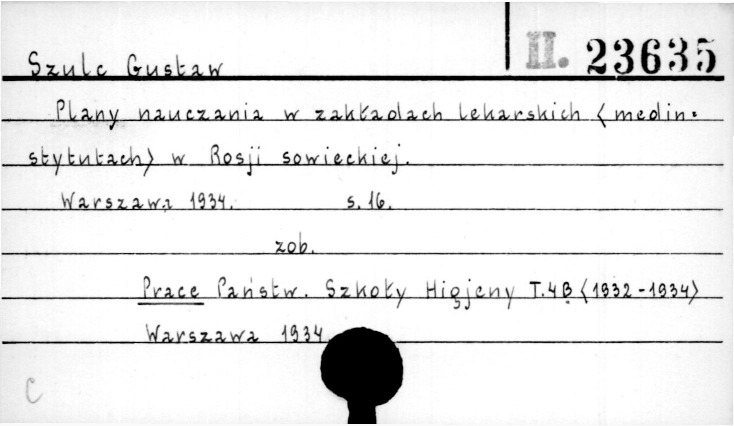 II. 23635
Szulc Gustaw
Plany nauczania w zakładach lekarskich (medin-
stytutach) w Rosji sowieckiej.
Warszawa 1934. s. 16.
zob.
Prace Państw. Szkoły Higjeny T. 4B (1932-1934)
Warszawa 1934
C